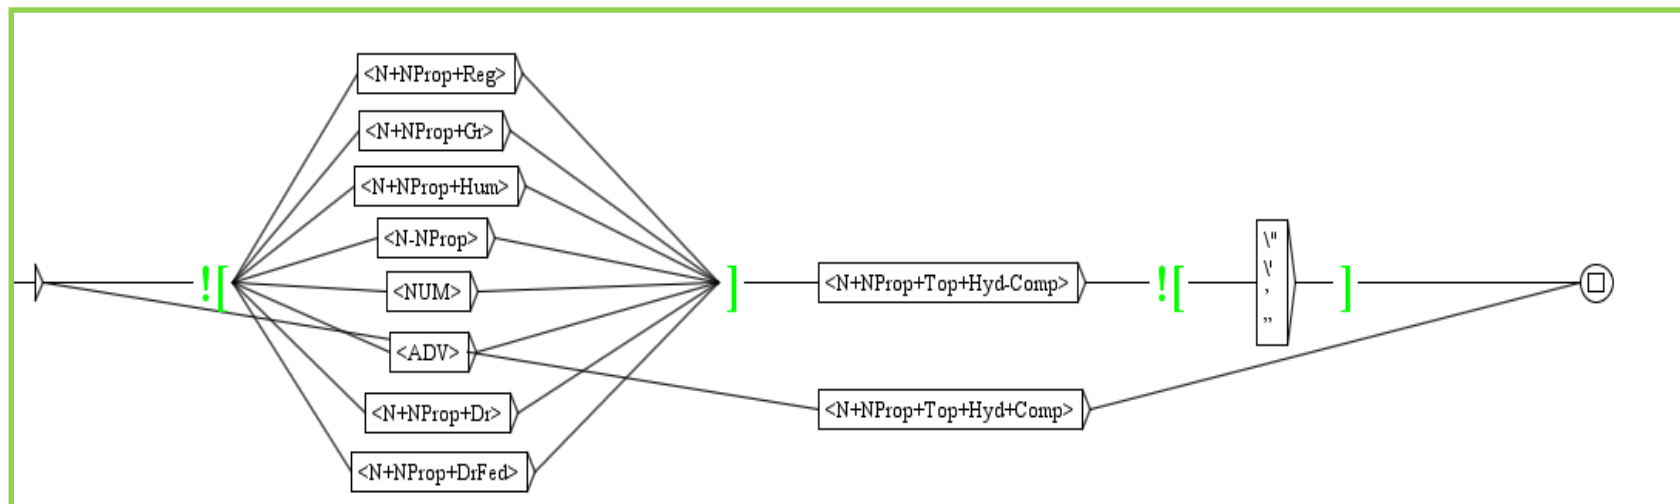 <N+NProp+Reg>
<N+NProp+Gr>
<N+NProp+Hum>
<N-NProp>
<NUM>
<ADV>
<N+NProp+Dr>
<N+NProp+DrFed>
![
]
<N+NProp+Top+Hyd-Comp>
<N+NProp+Top+Hyd+Comp>
![
\"
\'
’
”
]